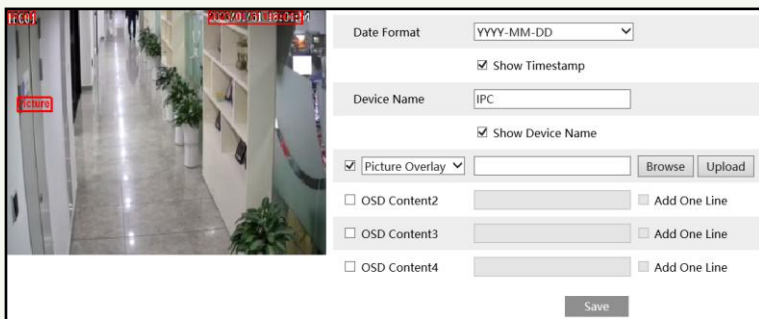 Date Format YYYY-MM-DD
Show Timestamp
Device Name IPC
Show Device Name
Picture
Picture Overlay Browse Upload
OSD Content2 Add One Line
OSD Content3 Add One Line
OSD Content4 Add One Line
Save